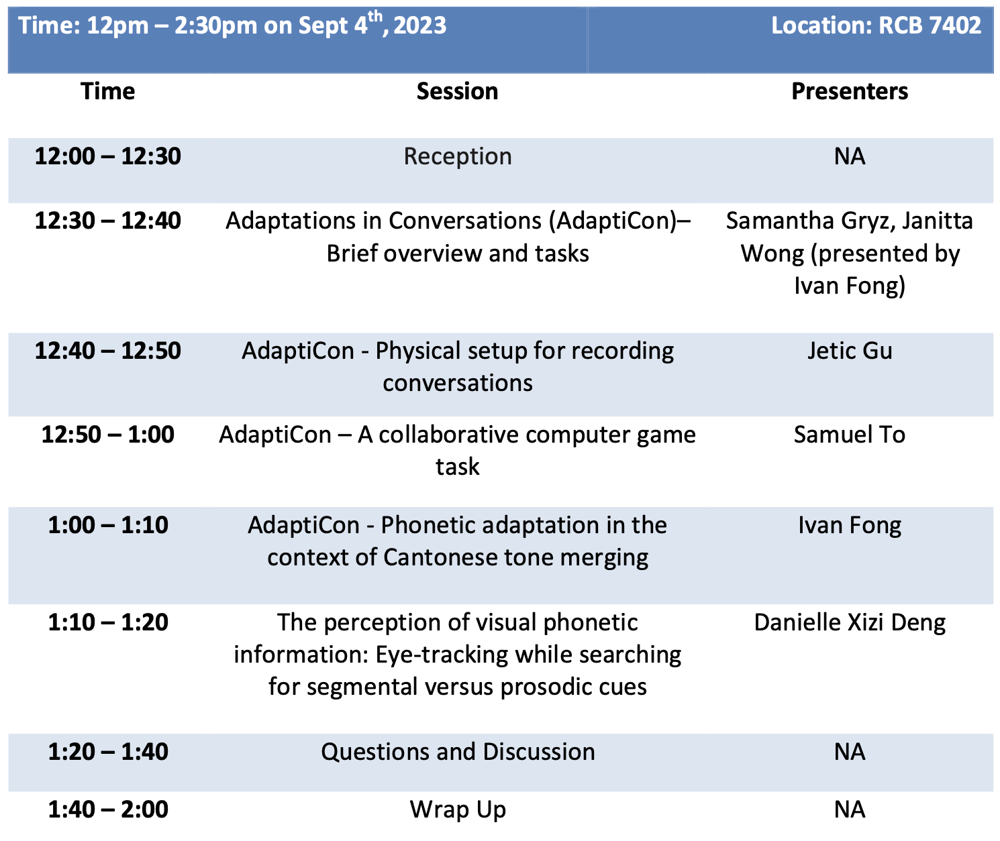 Time: 12pm – 2:30pm on Sept 4th, 2023 Location: RCB 7402
Time Session Presenters
12:00 – 12:30 Reception NA
12:30 – 12:40 Adaptations in Conversations (AdaptiCon)– Samantha Gryz, Janitta
Brief overview and tasks Wong (presented by
Ivan Fong)
12:40 – 12:50 AdaptiCon - Physical setup for recording Jetic Gu
conversations
12:50 – 1:00 AdaptiCon – A collaborative computer game Samuel To
task
1:00 – 1:10 AdaptiCon - Phonetic adaptation in the Ivan Fong
context of Cantonese tone merging
1:10 – 1:20 The perception of visual phonetic Danielle Xizi Deng
information: Eye-tracking while searching
for segmental versus prosodic cues
1:20 – 1:40 Questions and Discussion NA
1:40 – 2:00 Wrap Up NA